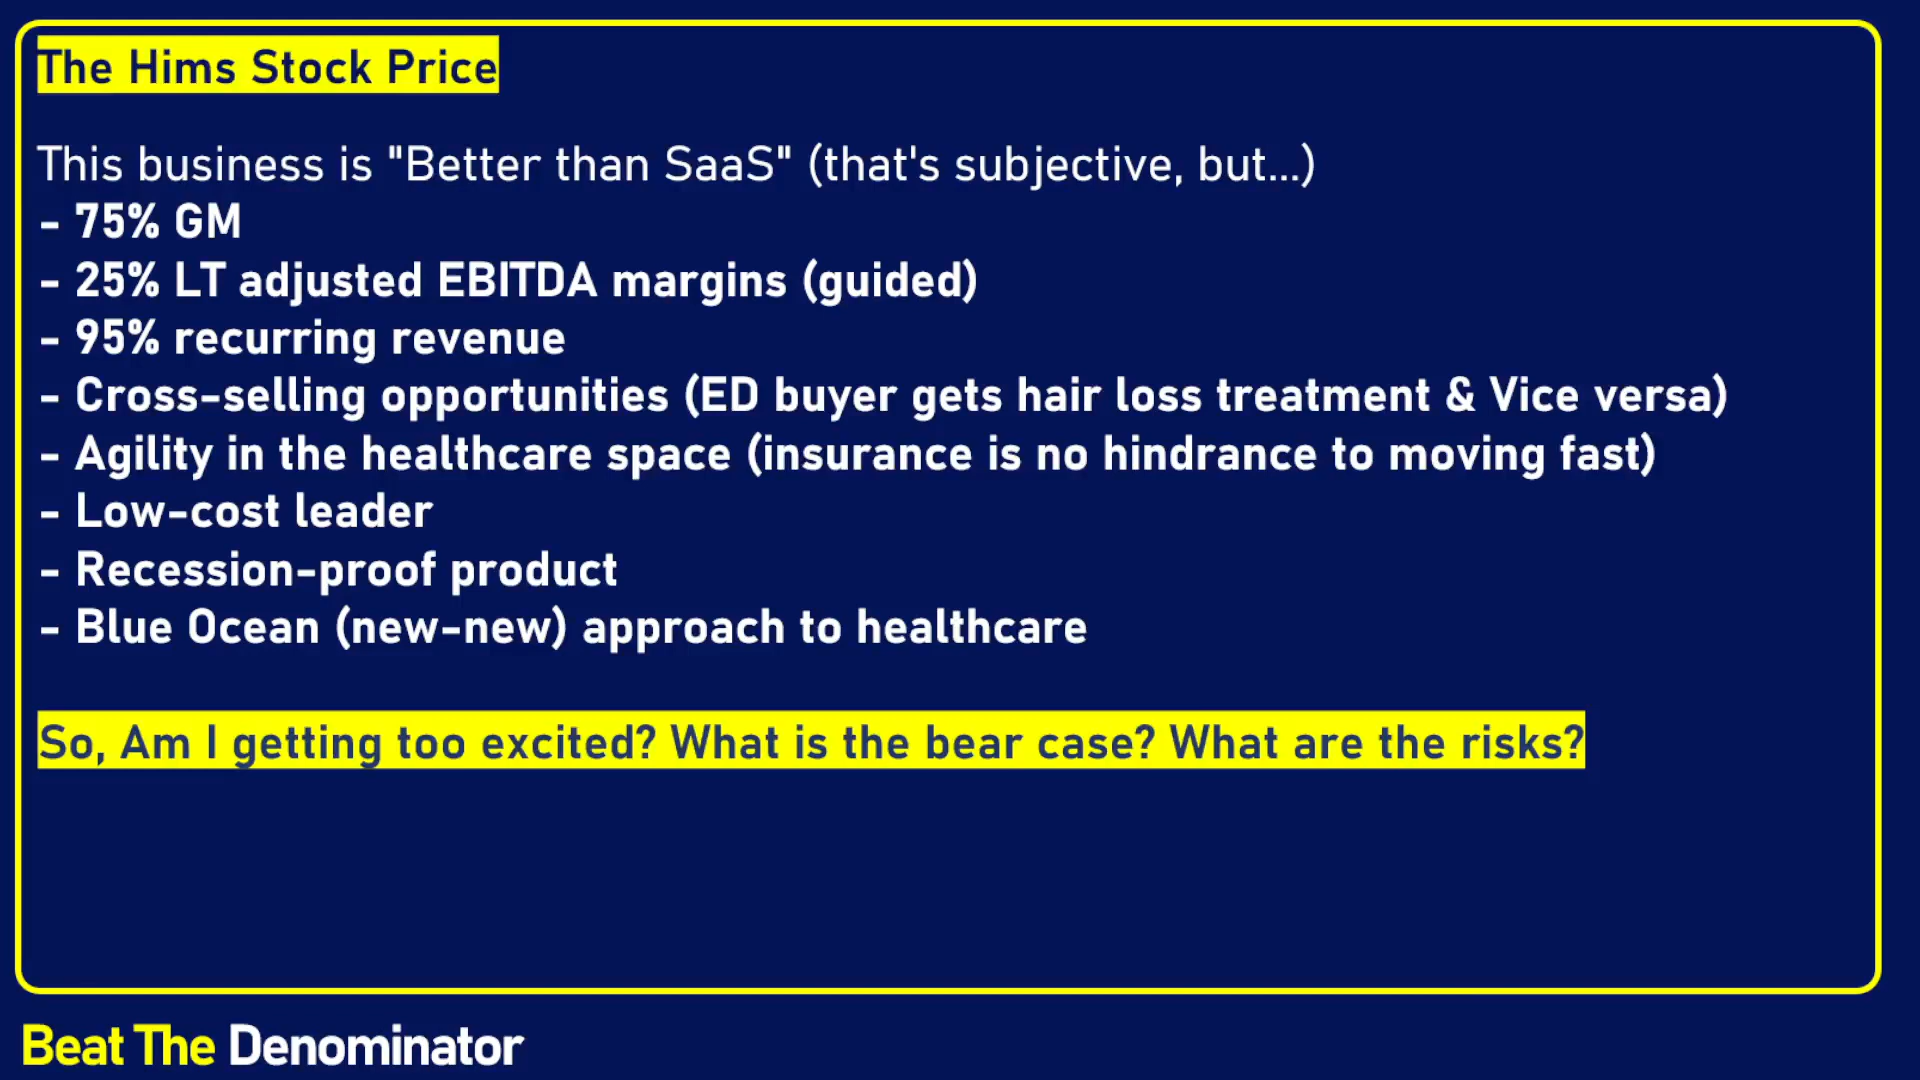 The Hims Stock Price
This business is "Better than SaaS" (that's subjective, but...)
- 75% GM
- 25% LT adjusted EBITDA margins (guided)
- 95% recurring revenue
- Cross-selling opportunities (ED buyer gets hair loss treatment & Vice versa)
- Agility in the healthcare space (insurance is no hindrance to moving fast)
- Low-cost leader
- Recession-proof product
- Blue Ocean (new-new) approach to healthcare
So, Am I getting too excited? What is the bear case? What are the risks?
Beat The Denominator